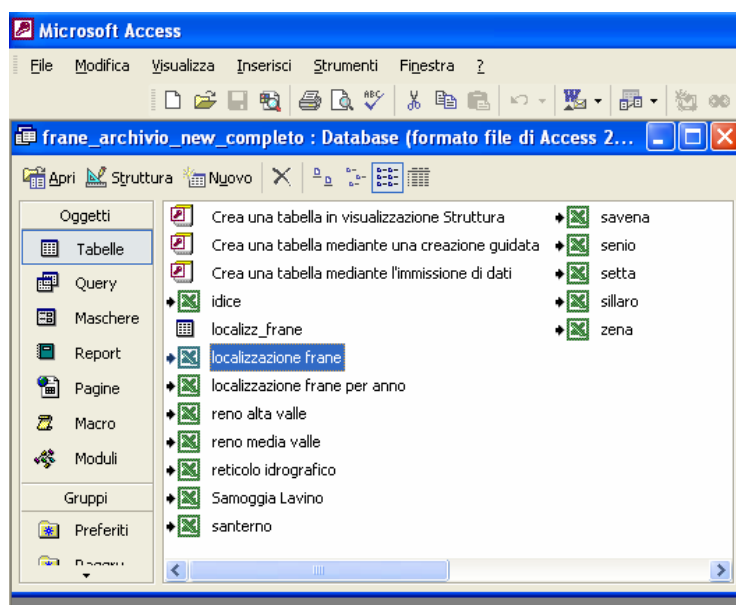 Microsoft Access
File Modifica Visualizza Inserisci Strumenti Finestra ?
frane_archivio_new_completo : Database (formato file di Access 2...
Apri Struttura Nuovo
Oggetti
Tabelle
Query
Maschere
Report
Pagine
Macro
Moduli
Gruppi
Preferiti
Crea una tabella in visualizzazione Struttura
Crea una tabella mediante una creazione guidata
Crea una tabella mediante l'immissione di dati
idice
localizz_frane
localizzazione frane
localizzazione frane per anno
reno alta valle
reno media valle
reticolo idrografico
Samoggia Lavino
santerno
savena
senio
setta
sillaro
zena